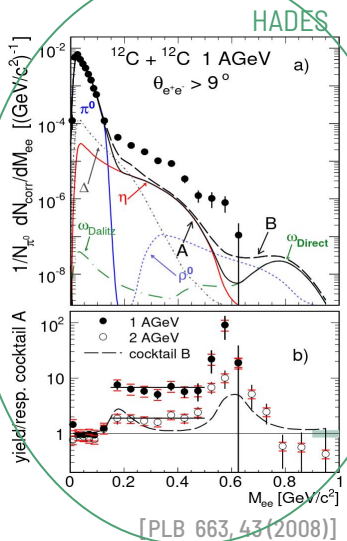 HADES
¹²C + ¹²C 1 AGeV
θe⁺e⁻ > 9°
a)
1/Nπ⁰ dNcorr/dMee [(GeV/c²)⁻¹]
10⁻²
10⁻⁴
10⁻⁶
10⁻⁸
π⁰
Δ
η
ωDalitz
A
B
ρ⁰
ωDirect
yield/resp. cocktail A
10²
10
1
1 AGeV
2 AGeV
cocktail B
b)
0 0.2 0.4 0.6 0.8 1
Mee [GeV/c²]
[PLB 663,43(2008)]